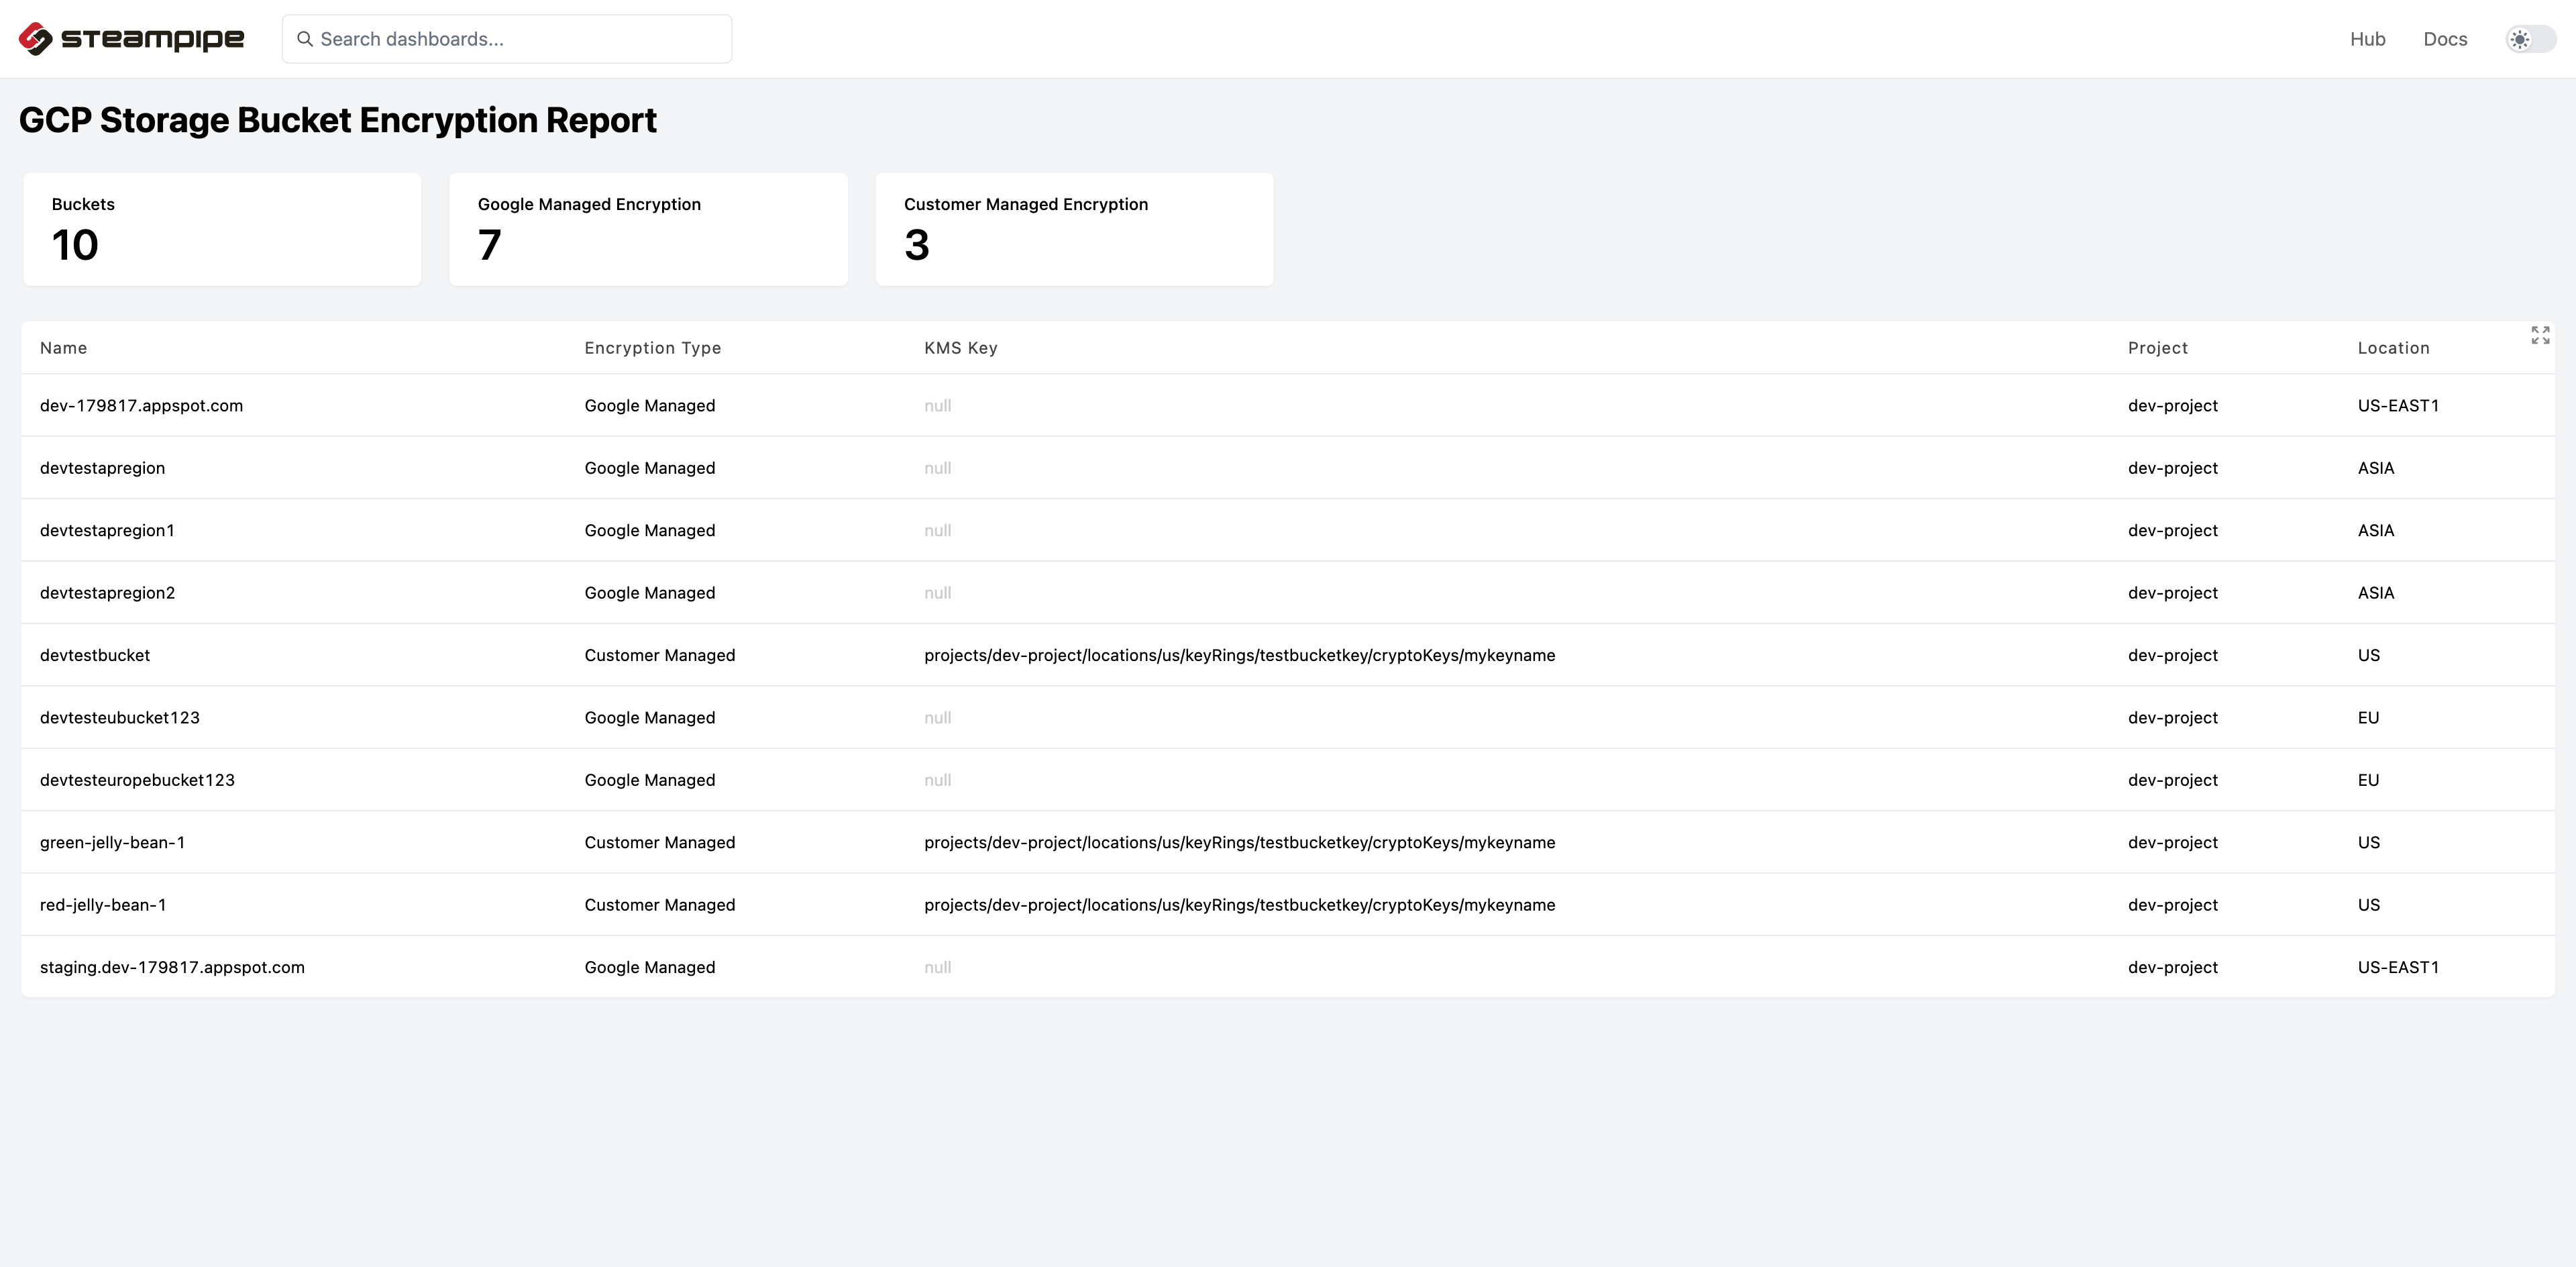 steampipe Search dashboards... Hub Docs
GCP Storage Bucket Encryption Report
Buckets Google Managed Encryption Customer Managed Encryption
10 7 3
Name Encryption Type KMS Key Project Location
dev-179817.appspot.com Google Managed null dev-project US-EAST1
devtestapregion Google Managed null dev-project ASIA
devtestapregion1 Google Managed null dev-project ASIA
devtestapregion2 Google Managed null dev-project ASIA
devtestbucket Customer Managed projects/dev-project/locations/us/keyRings/testbucketkey/cryptoKeys/mykeyname dev-project US
devtesteubucket123 Google Managed null dev-project EU
devtesteuropebucket123 Google Managed null dev-project EU
green-jelly-bean-1 Customer Managed projects/dev-project/locations/us/keyRings/testbucketkey/cryptoKeys/mykeyname dev-project US
red-jelly-bean-1 Customer Managed projects/dev-project/locations/us/keyRings/testbucketkey/cryptoKeys/mykeyname dev-project US
staging.dev-179817.appspot.com Google Managed null dev-project US-EAST1